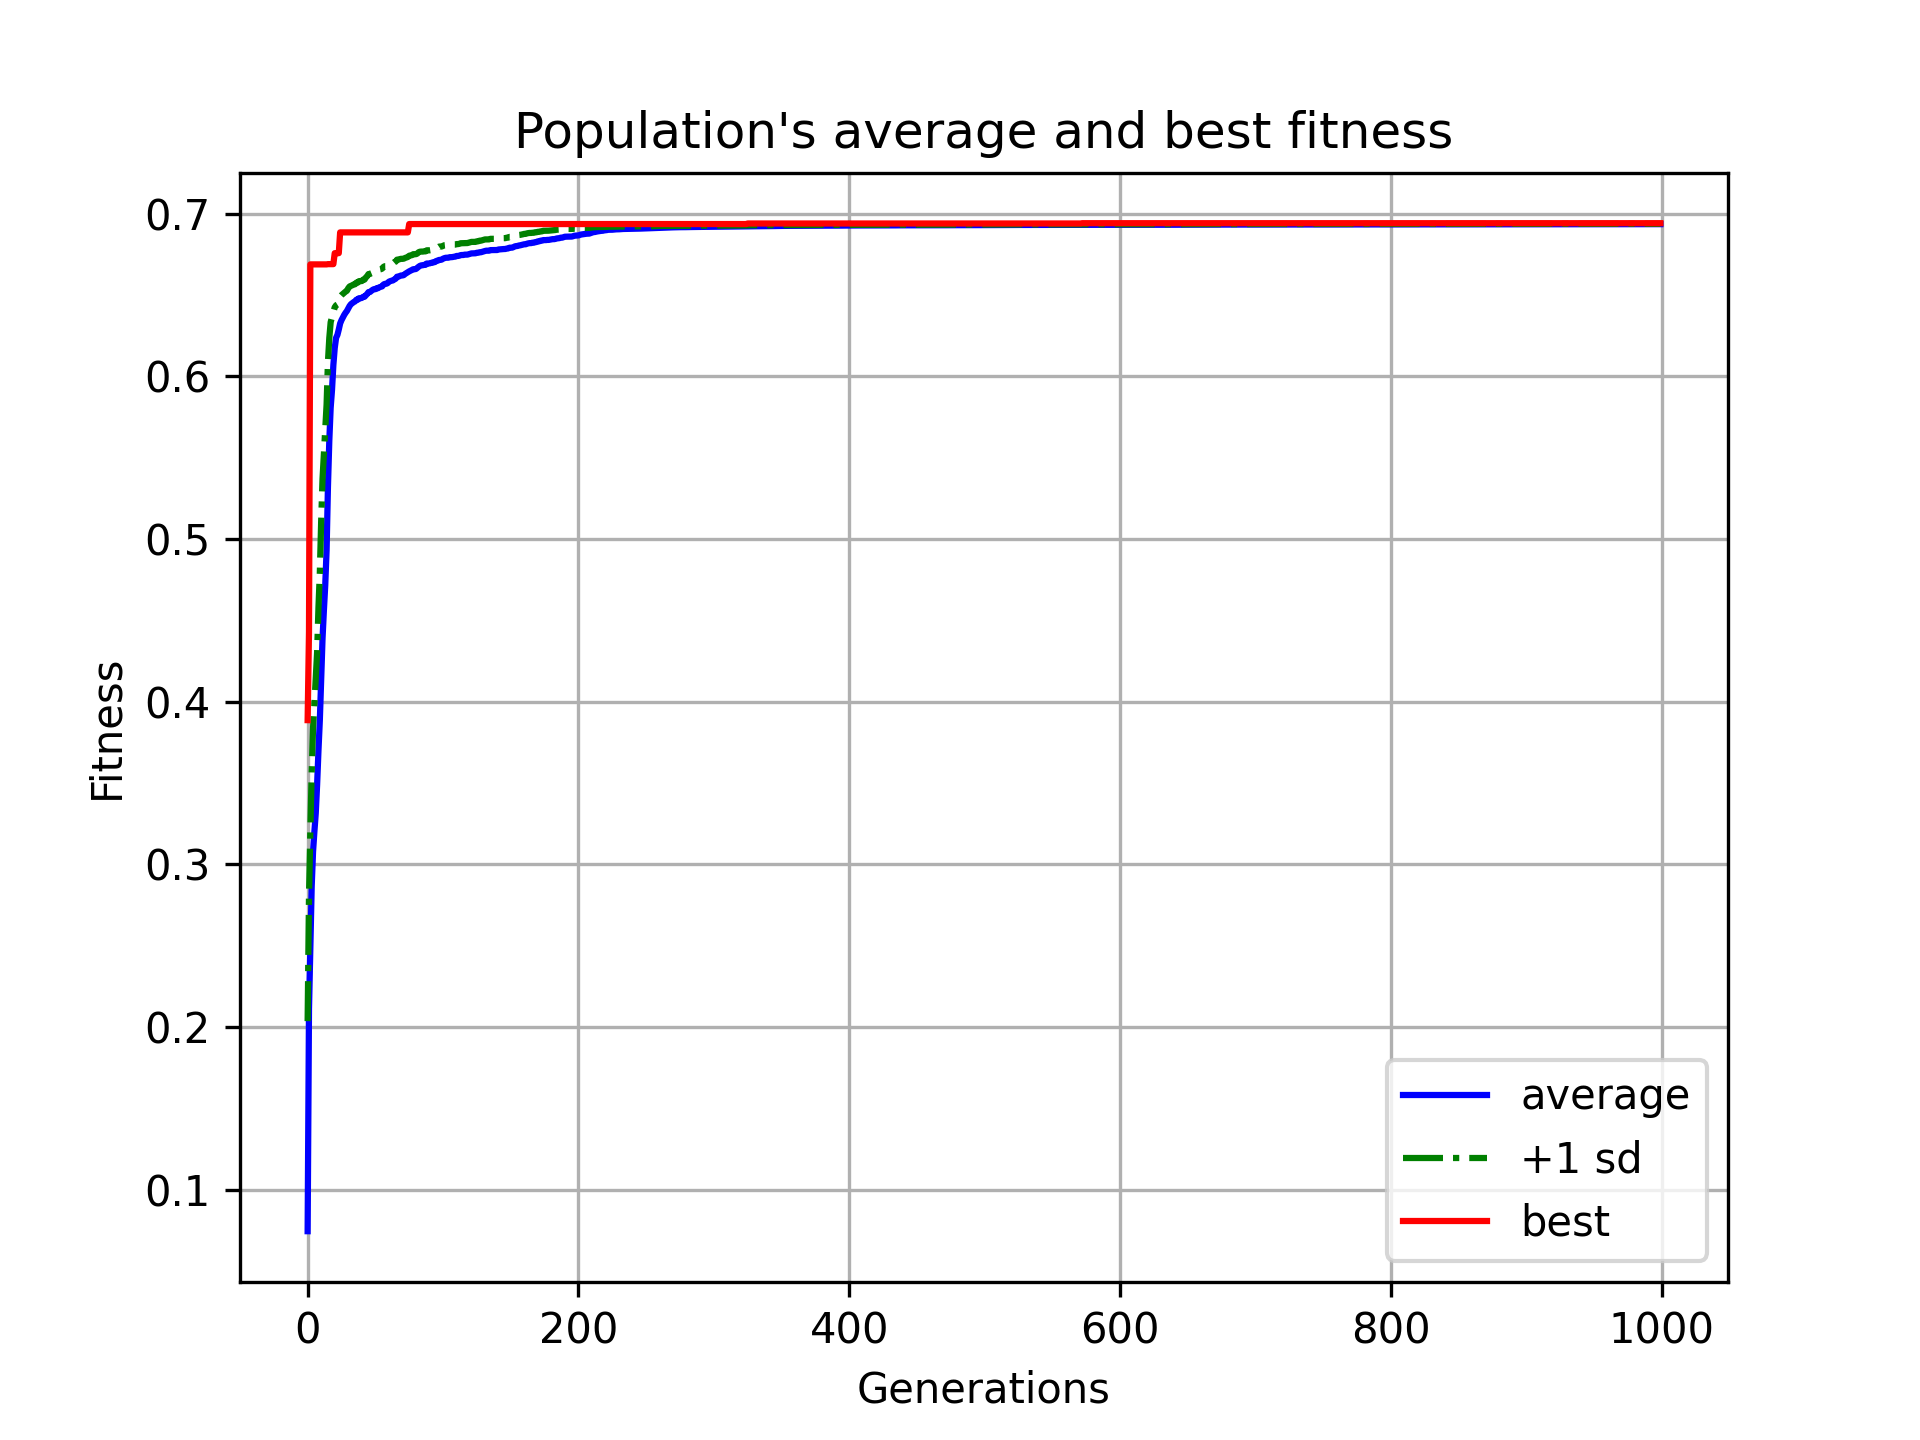 Population's average and best fitness
0.7
0.6
0.5
0.4
0.3
0.2
0.1
Fitness
average
+1 sd
best
0 200 400 600 800 1000
Generations